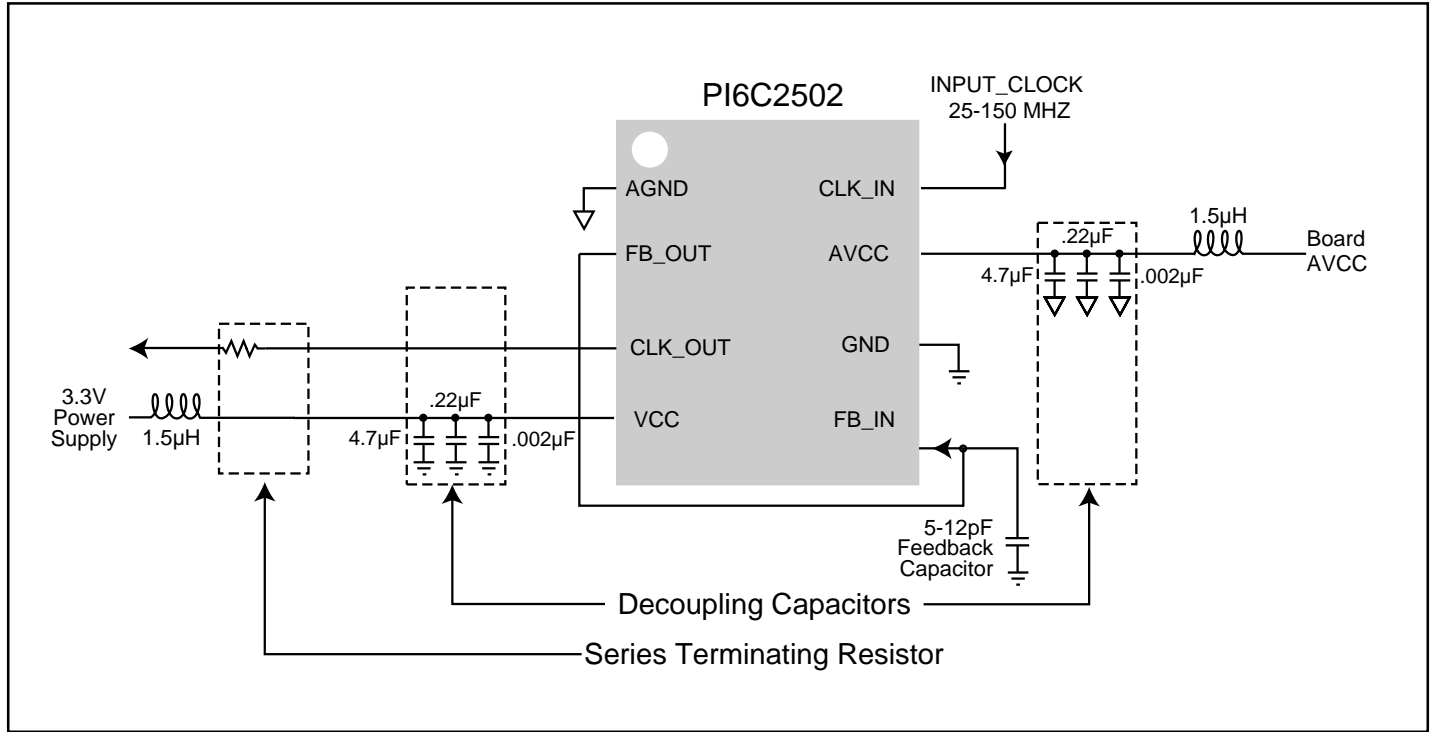 PI6C2502
INPUT_CLOCK
25-150 MHZ
AGND
CLK_IN
FB_OUT
AVCC
.22µF
4.7µF
.002µF
1.5µH
Board
AVCC
CLK_OUT
GND
3.3V
Power
Supply
1.5µH
.22µF
4.7µF
.002µF
VCC
FB_IN
5-12pF
Feedback
Capacitor
Decoupling Capacitors
Series Terminating Resistor